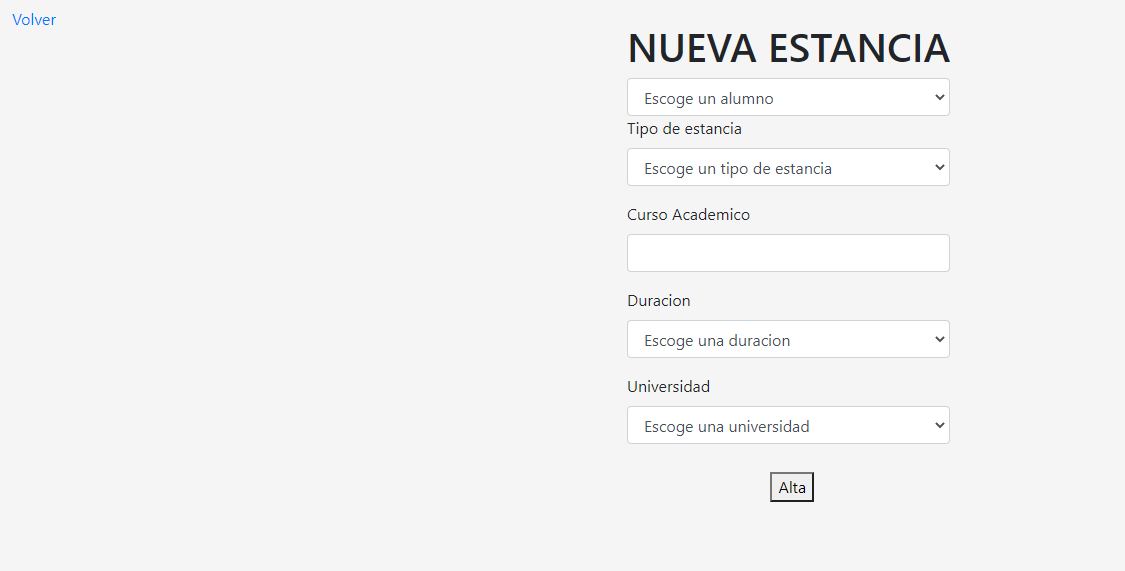 Volver
NUEVA ESTANCIA
Escoge un alumno
Tipo de estancia
Escoge un tipo de estancia
Curso Academico
Duracion
Escoge una duracion
Universidad
Escoge una universidad
Alta